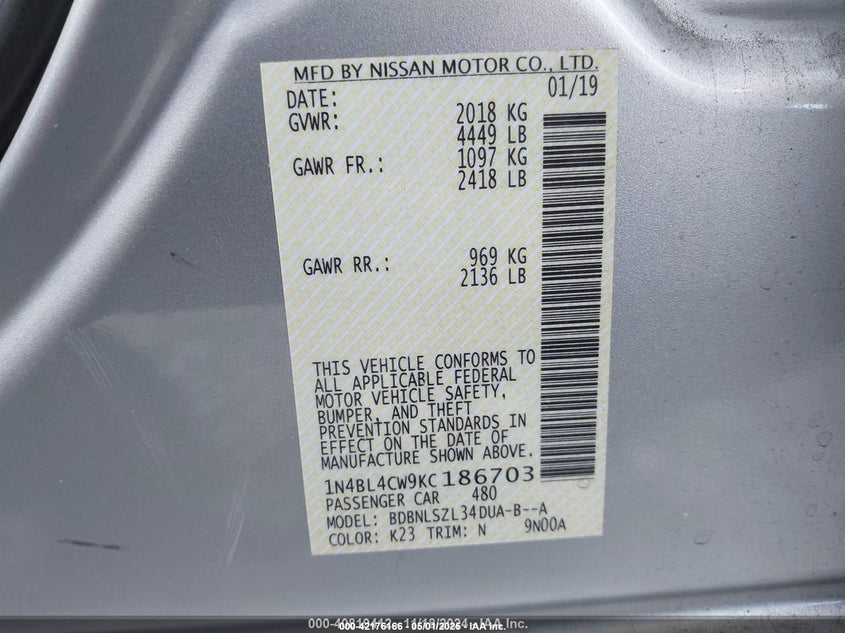 MFD BY NISSAN MOTOR CO., LTD.
DATE: 01/19
GVWR: 2018 KG
4449 LB
GAWR FR.: 1097 KG
2418 LB
GAWR RR.: 969 KG
2136 LB
THIS VEHICLE CONFORMS TO
ALL APPLICABLE FEDERAL
MOTOR VEHICLE SAFETY,
BUMPER, AND THEFT
PREVENTION STANDARDS IN
EFFECT ON THE DATE OF
MANUFACTURE SHOWN ABOVE.
1N4BL4CW9KC186703
PASSENGER CAR 480
MODEL: BDBNLSZL34DUA-B--A
COLOR: K23 TRIM: N 9N00A